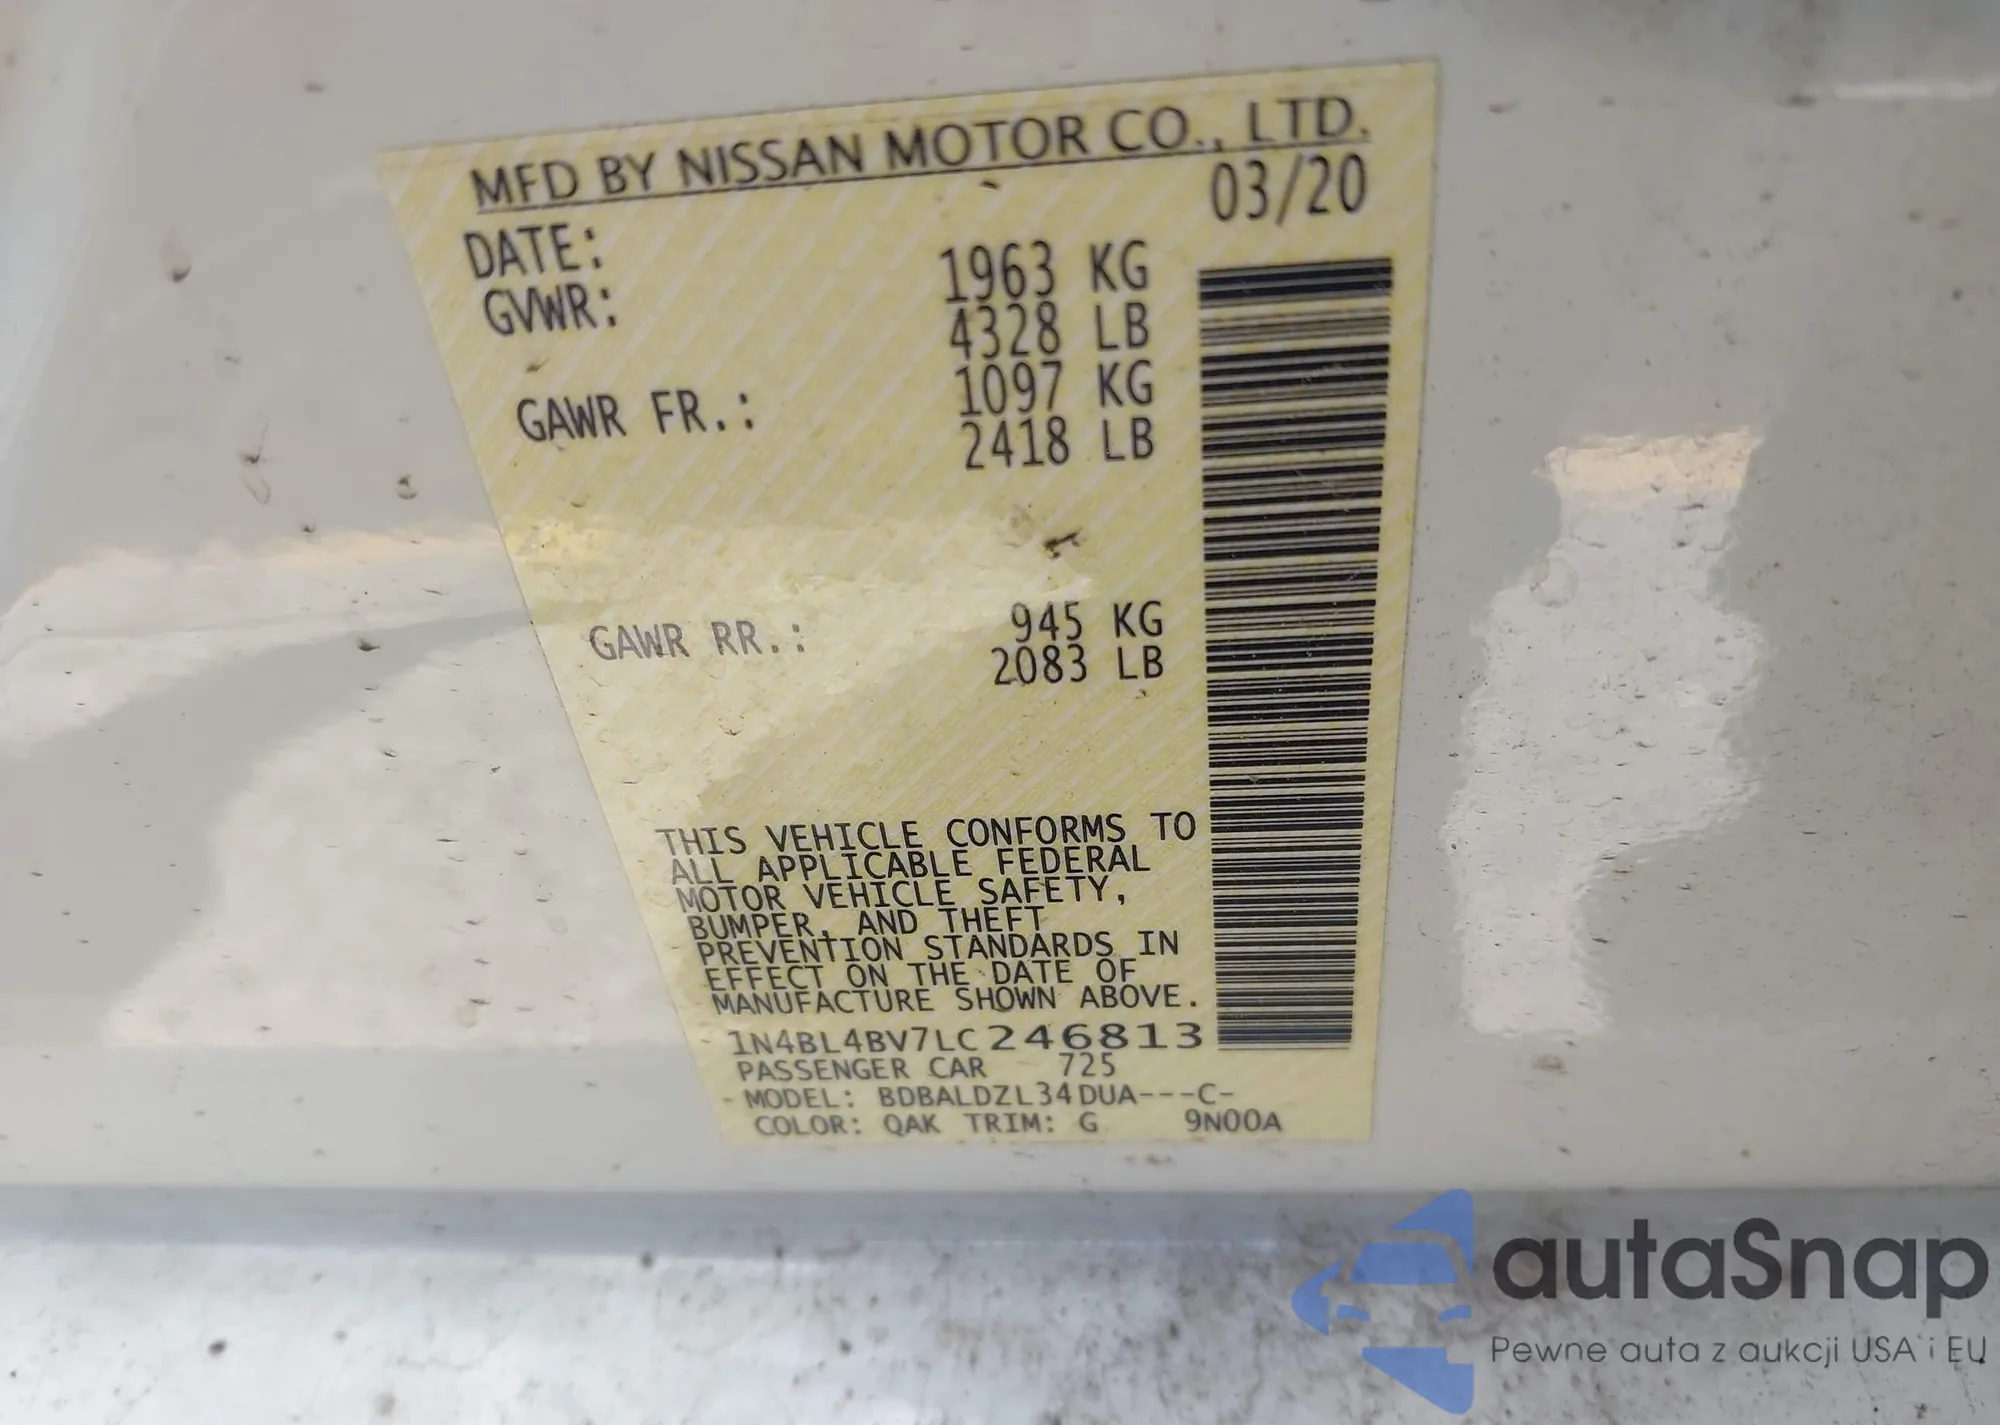 MFD BY NISSAN MOTOR CO., LTD.
DATE: 03/20
GVWR: 1963 KG
4328 LB
GAWR FR.: 1097 KG
2418 LB
GAWR RR.: 945 KG
2083 LB
THIS VEHICLE CONFORMS TO
ALL APPLICABLE FEDERAL
MOTOR VEHICLE SAFETY,
BUMPER, AND THEFT
PREVENTION STANDARDS IN
EFFECT ON THE DATE OF
MANUFACTURE SHOWN ABOVE.
1N4BL4BV7LC246813
PASSENGER CAR 725
MODEL: BDBALDZL34DUA---C-
COLOR: QAK TRIM: G 9N00A
autaSnap
Pewne auta z aukcji USA i EU